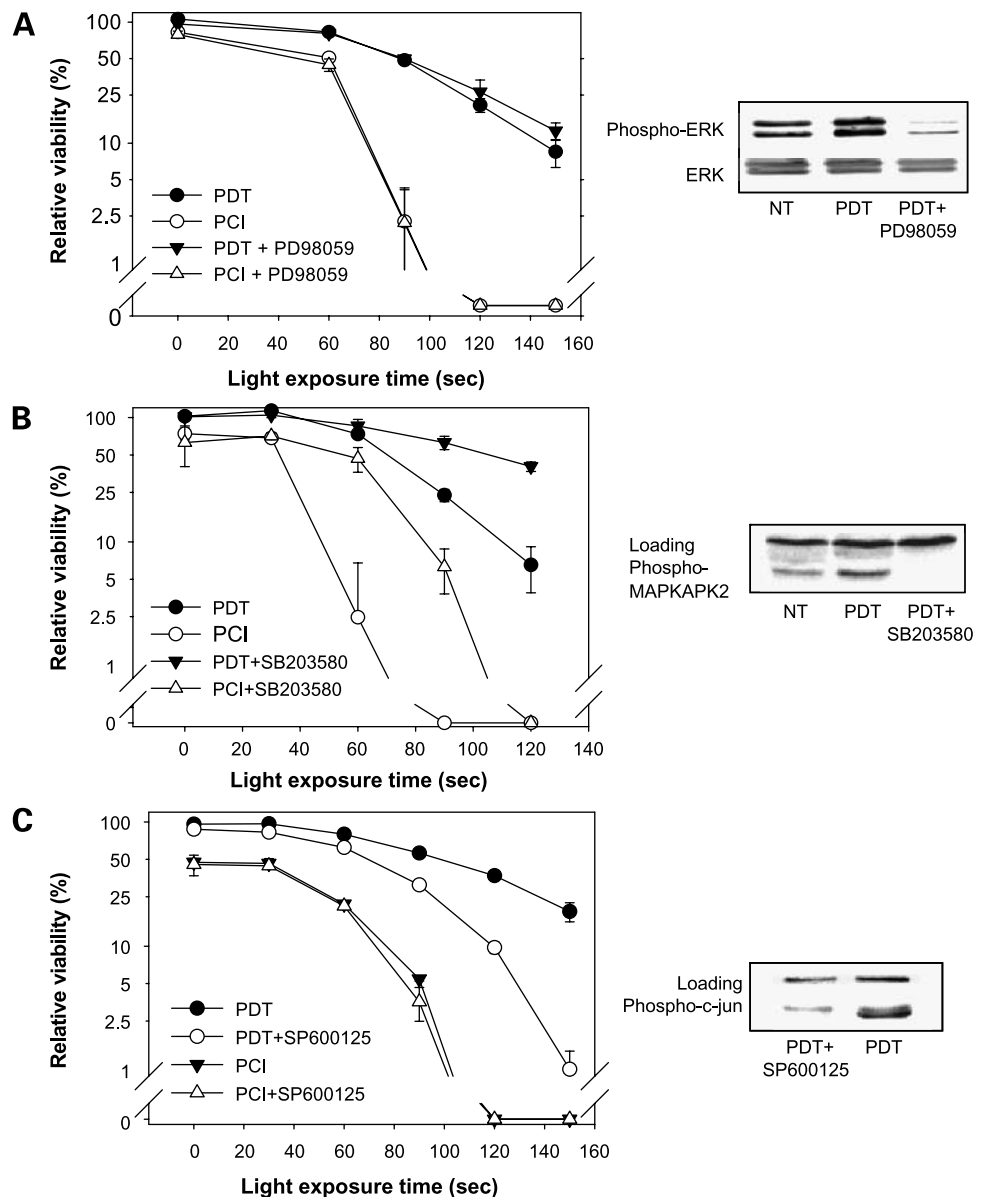 A
Relative viability (%)
100
50
25
10
5
2.5
1
0
PDT
PCI
PDT + PD98059
PCI + PD98059
0 20 40 60 80 100 120 140 160
Light exposure time (sec)
Phospho-ERK
ERK
NT PDT PDT+
PD98059
B
Relative viability (%)
100
50
25
10
5
2.5
1
0
PDT
PCI
PDT+SB203580
PCI+SB203580
0 20 40 60 80 100 120 140
Light exposure time (sec)
Loading
Phospho-
MAPKAPK2
NT PDT PDT+
SB203580
C
Relative viability (%)
100
50
25
10
5
2.5
1
0
PDT
PDT+SP600125
PCI
PCI+SP600125
0 20 40 60 80 100 120 140 160
Light exposure time (sec)
Loading
Phospho-c-jun
PDT+ PDT
SP600125